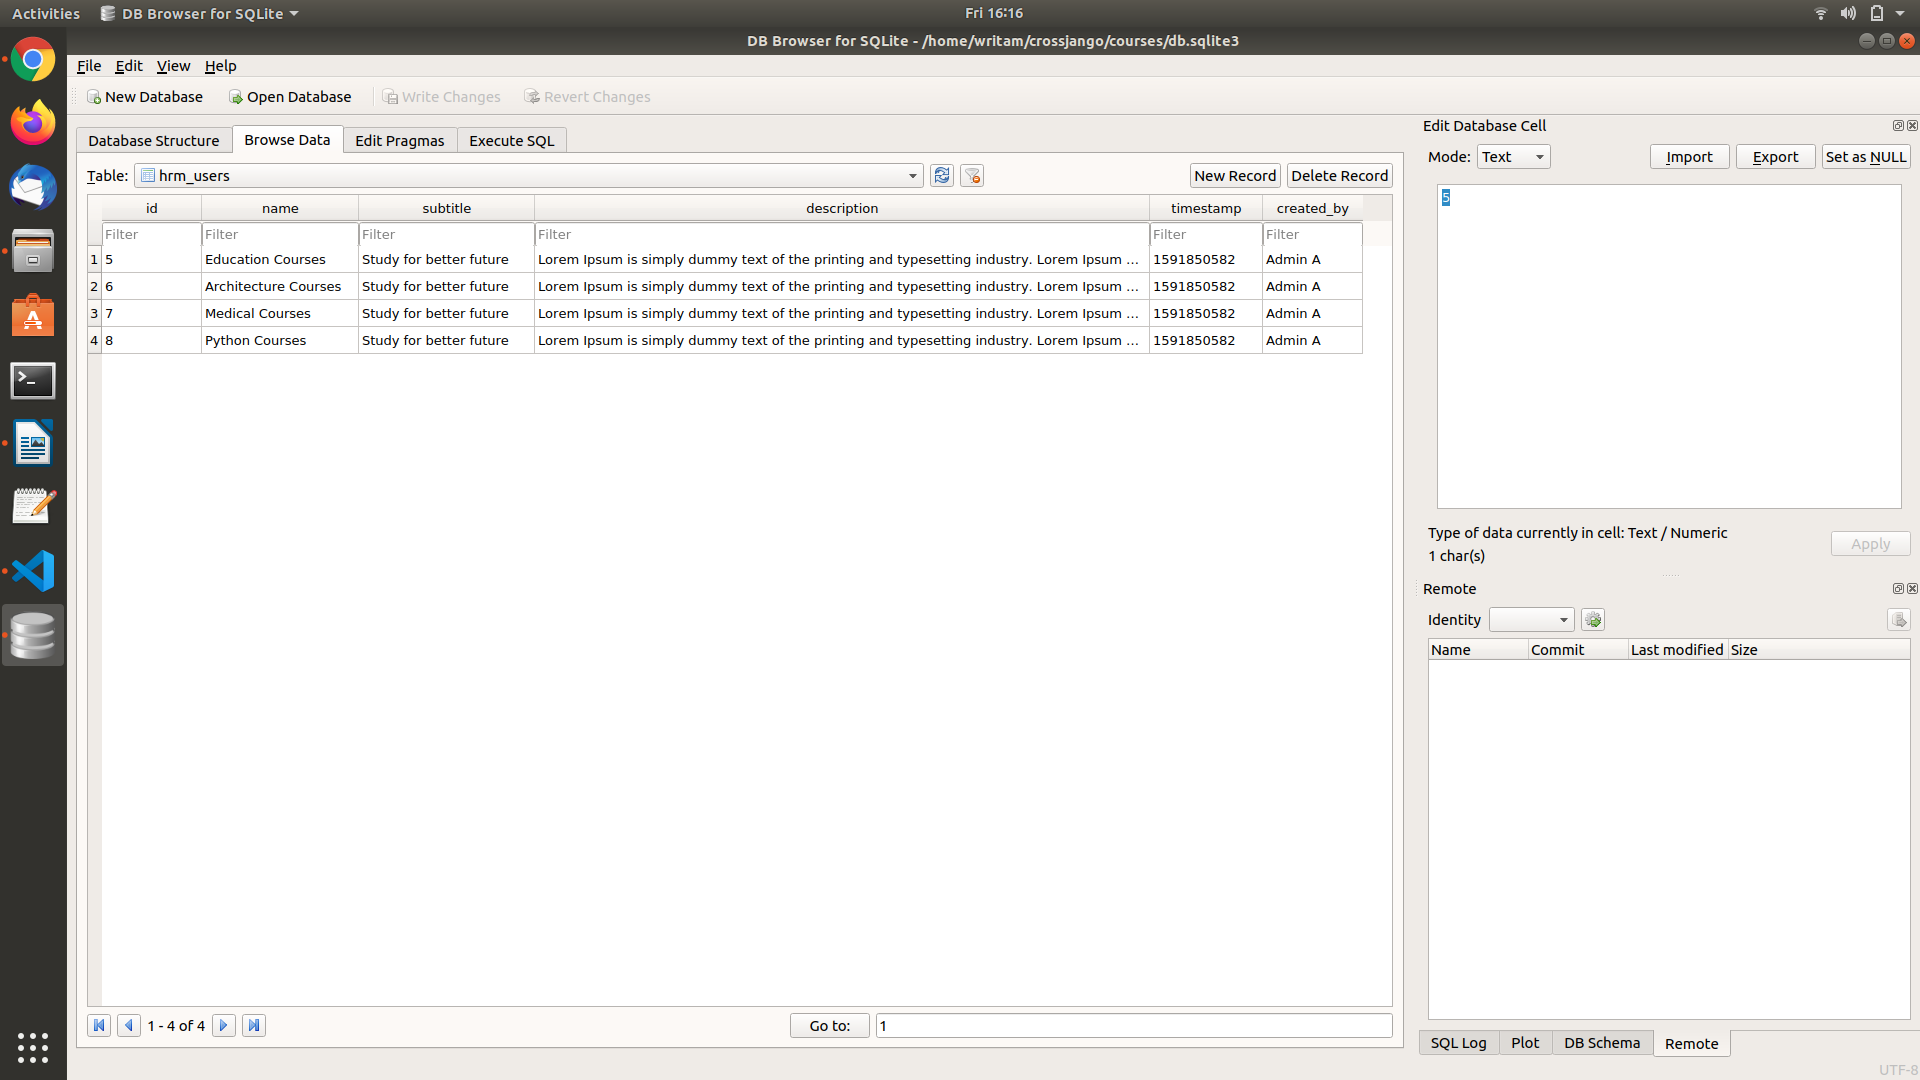 Activities DB Browser for SQLite Fri 16:16
DB Browser for SQLite - /home/writam/crossjango/courses/db.sqlite3
File Edit View Help
New Database Open Database Write Changes Revert Changes
Database Structure Browse Data Edit Pragmas Execute SQL
Table: hrm_users New Record Delete Record
id name subtitle description timestamp created_by
Filter Filter Filter Filter Filter Filter
1 5 Education Courses Study for better future Lorem Ipsum is simply dummy text of the printing and typesetting industry. Lorem Ipsum ... 1591850582 Admin A
2 6 Architecture Courses Study for better future Lorem Ipsum is simply dummy text of the printing and typesetting industry. Lorem Ipsum ... 1591850582 Admin A
3 7 Medical Courses Study for better future Lorem Ipsum is simply dummy text of the printing and typesetting industry. Lorem Ipsum ... 1591850582 Admin A
4 8 Python Courses Study for better future Lorem Ipsum is simply dummy text of the printing and typesetting industry. Lorem Ipsum ... 1591850582 Admin A
1 - 4 of 4 Go to: 1
Edit Database Cell
Mode: Text Import Export Set as NULL
5
Type of data currently in cell: Text / Numeric
1 char(s)
Apply
Remote
Identity
Name Commit Last modified Size
SQL Log Plot DB Schema Remote
UTF-8